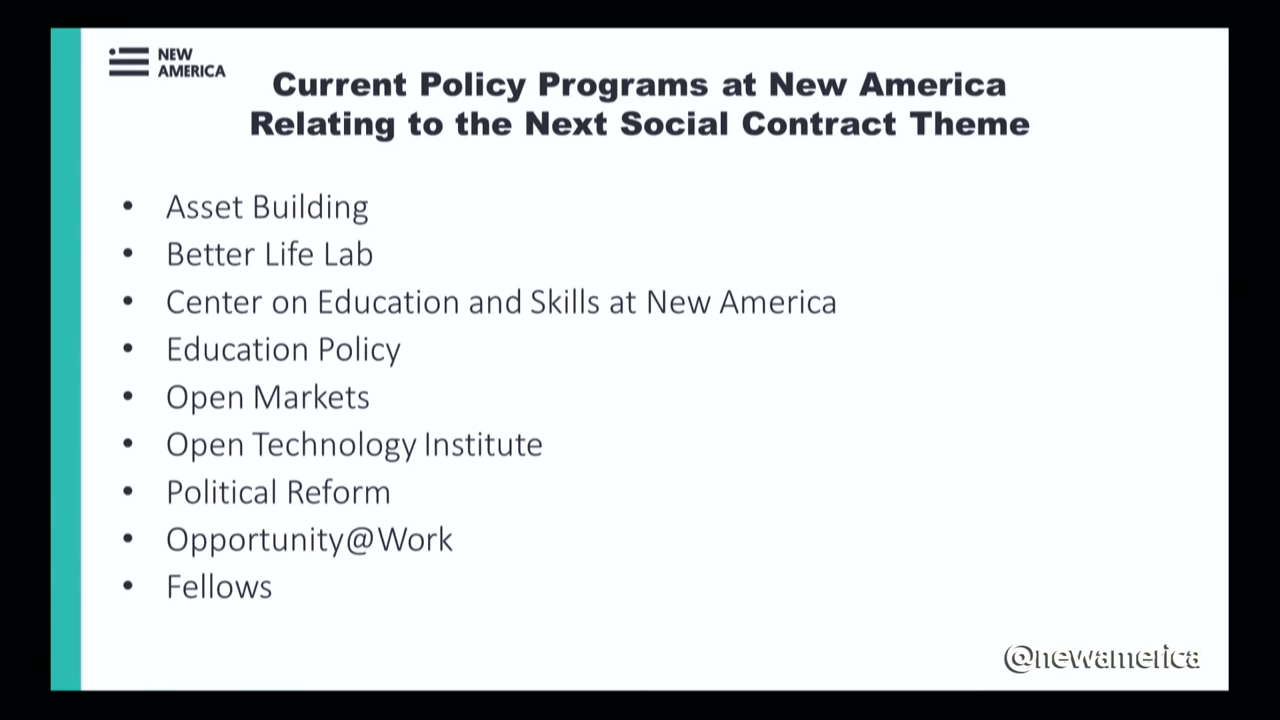 NEW
AMERICA
Current Policy Programs at New America
Relating to the Next Social Contract Theme
• Asset Building
• Better Life Lab
• Center on Education and Skills at New America
• Education Policy
• Open Markets
• Open Technology Institute
• Political Reform
• Opportunity@Work
• Fellows
@newamerica